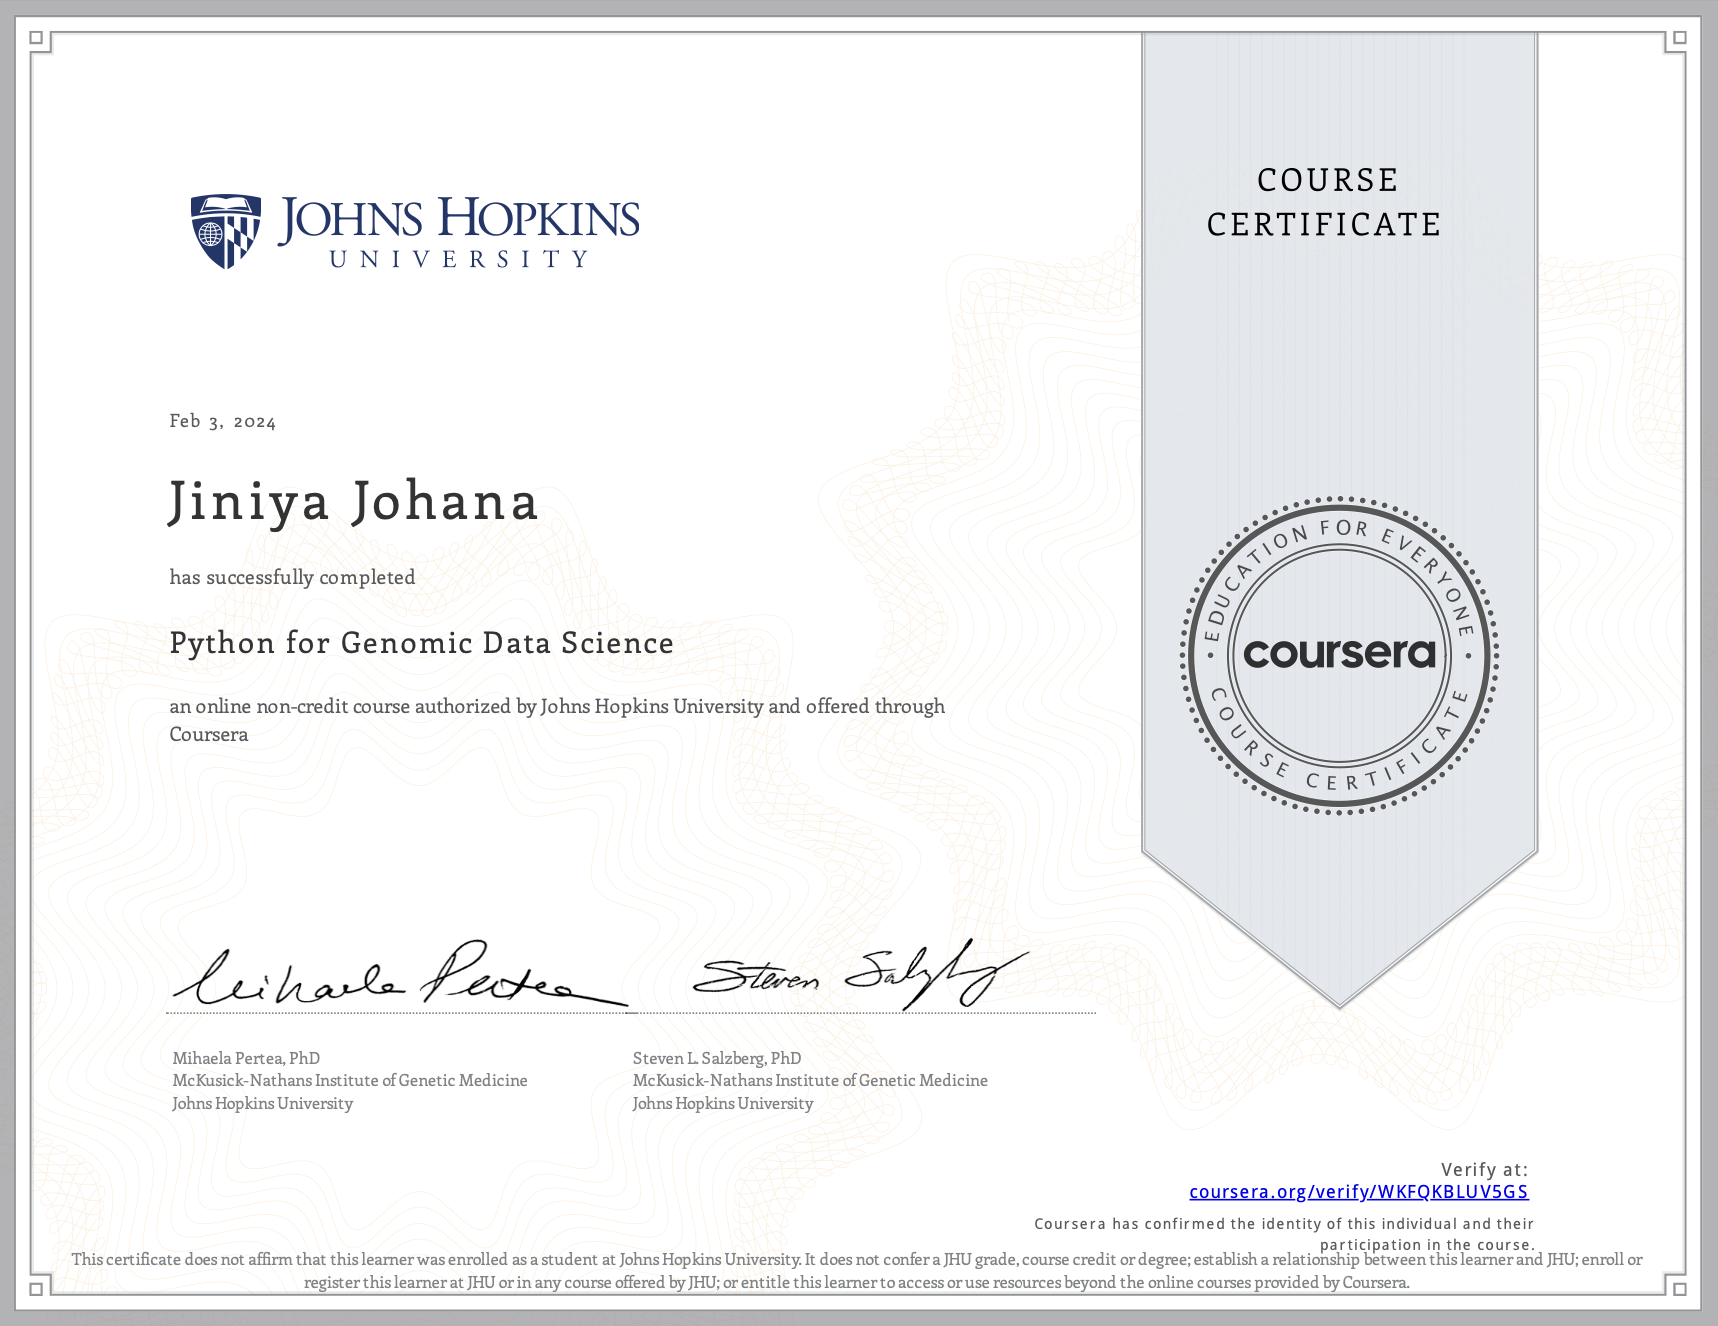 JOHNS HOPKINS
UNIVERSITY
COURSE
CERTIFICATE
Feb 3, 2024
Jiniya Johana
has successfully completed
Python for Genomic Data Science
an online non-credit course authorized by Johns Hopkins University and offered through
Coursera
EDUCATION FOR EVERYONE
coursera
COURSE CERTIFICATE
Mihaela Pertea
Steven Salzberg
Mihaela Pertea, PhD
McKusick-Nathans Institute of Genetic Medicine
Johns Hopkins University
Steven L. Salzberg, PhD
McKusick-Nathans Institute of Genetic Medicine
Johns Hopkins University
Verify at:
coursera.org/verify/WKFQKBLUV5GS
Coursera has confirmed the identity of this individual and their
participation in the course.
This certificate does not affirm that this learner was enrolled as a student at Johns Hopkins University. It does not confer a JHU grade, course credit or degree; establish a relationship between this learner and JHU; enroll or
register this learner at JHU or in any course offered by JHU; or entitle this learner to access or use resources beyond the online courses provided by Coursera.